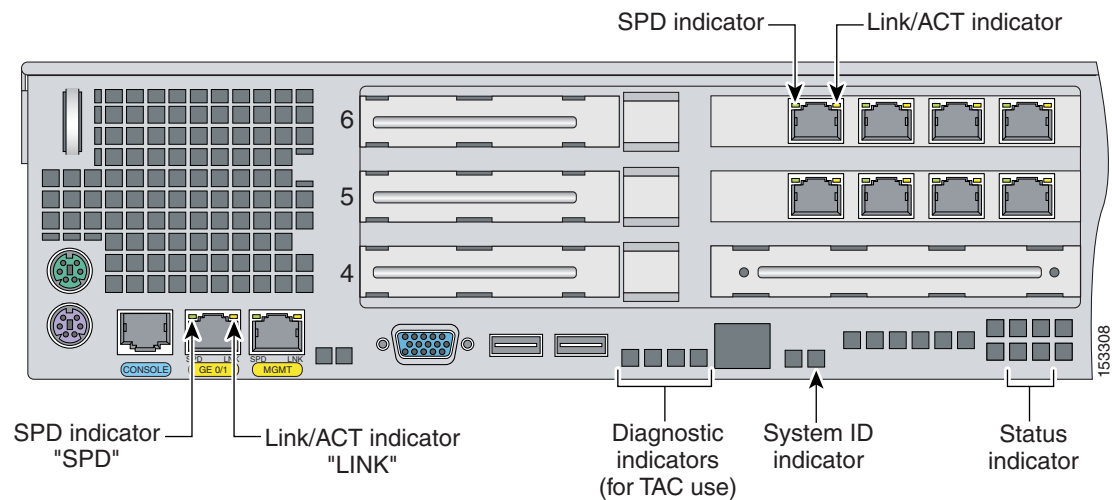 SPD indicator
Link/ACT indicator
6
5
4
SPD LNK
SPD LNK
CONSOLE
GE 0/1
MGMT
153308
SPD indicator
"SPD"
Link/ACT indicator
"LINK"
Diagnostic
indicators
(for TAC use)
System ID
indicator
Status
indicator